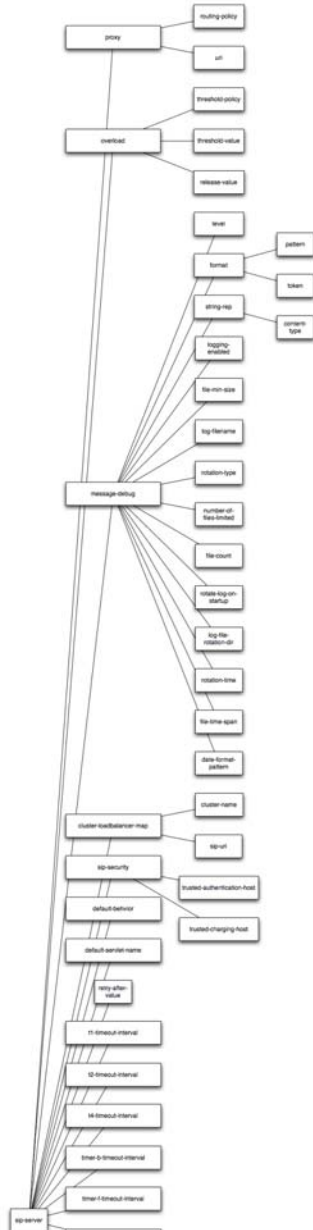 routing-policy
proxy
uri
threshold-policy
overload
threshold-value
release-value
level
format
pattern
token
string-rep
content-
type
logging-
enabled
file-min-size
log-filename
message-debug
rotation-type
number-of-
files-limited
file-count
rotate-log-on-
startup
log-file-
rotation-dir
rotation-time
file-time-span
date-format-
pattern
cluster-name
cluster-loadbalancer-map
sip-uri
sip-security
trusted-authentication-host
default-behvior
trusted-charging-host
default-servlet-name
retry-after-
value
t1-timeout-interval
t2-timeout-interval
t4-timeout-interval
timer-b-timeout-interval
timer-f-timeout-interval
sip-server